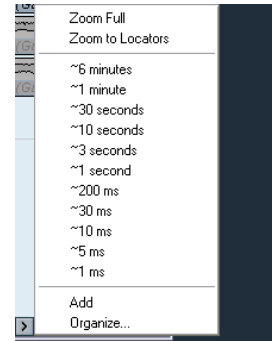 Zoom Full
Zoom to Locators
~6 minutes
~1 minute
~30 seconds
~10 seconds
~3 seconds
~1 second
~200 ms
~30 ms
~10 ms
~5 ms
~1 ms
Add
Organize...